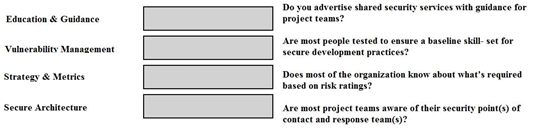 Education & Guidance
Do you advertise shared security services with guidance for
project teams?
Vulnerability Management
Are most people tested to ensure a baseline skill- set for
secure development practices?
Strategy & Metrics
Does most of the organization know about what's required
based on risk ratings?
Secure Architecture
Are most project teams aware of their security point(s) of
contact and response team(s)?